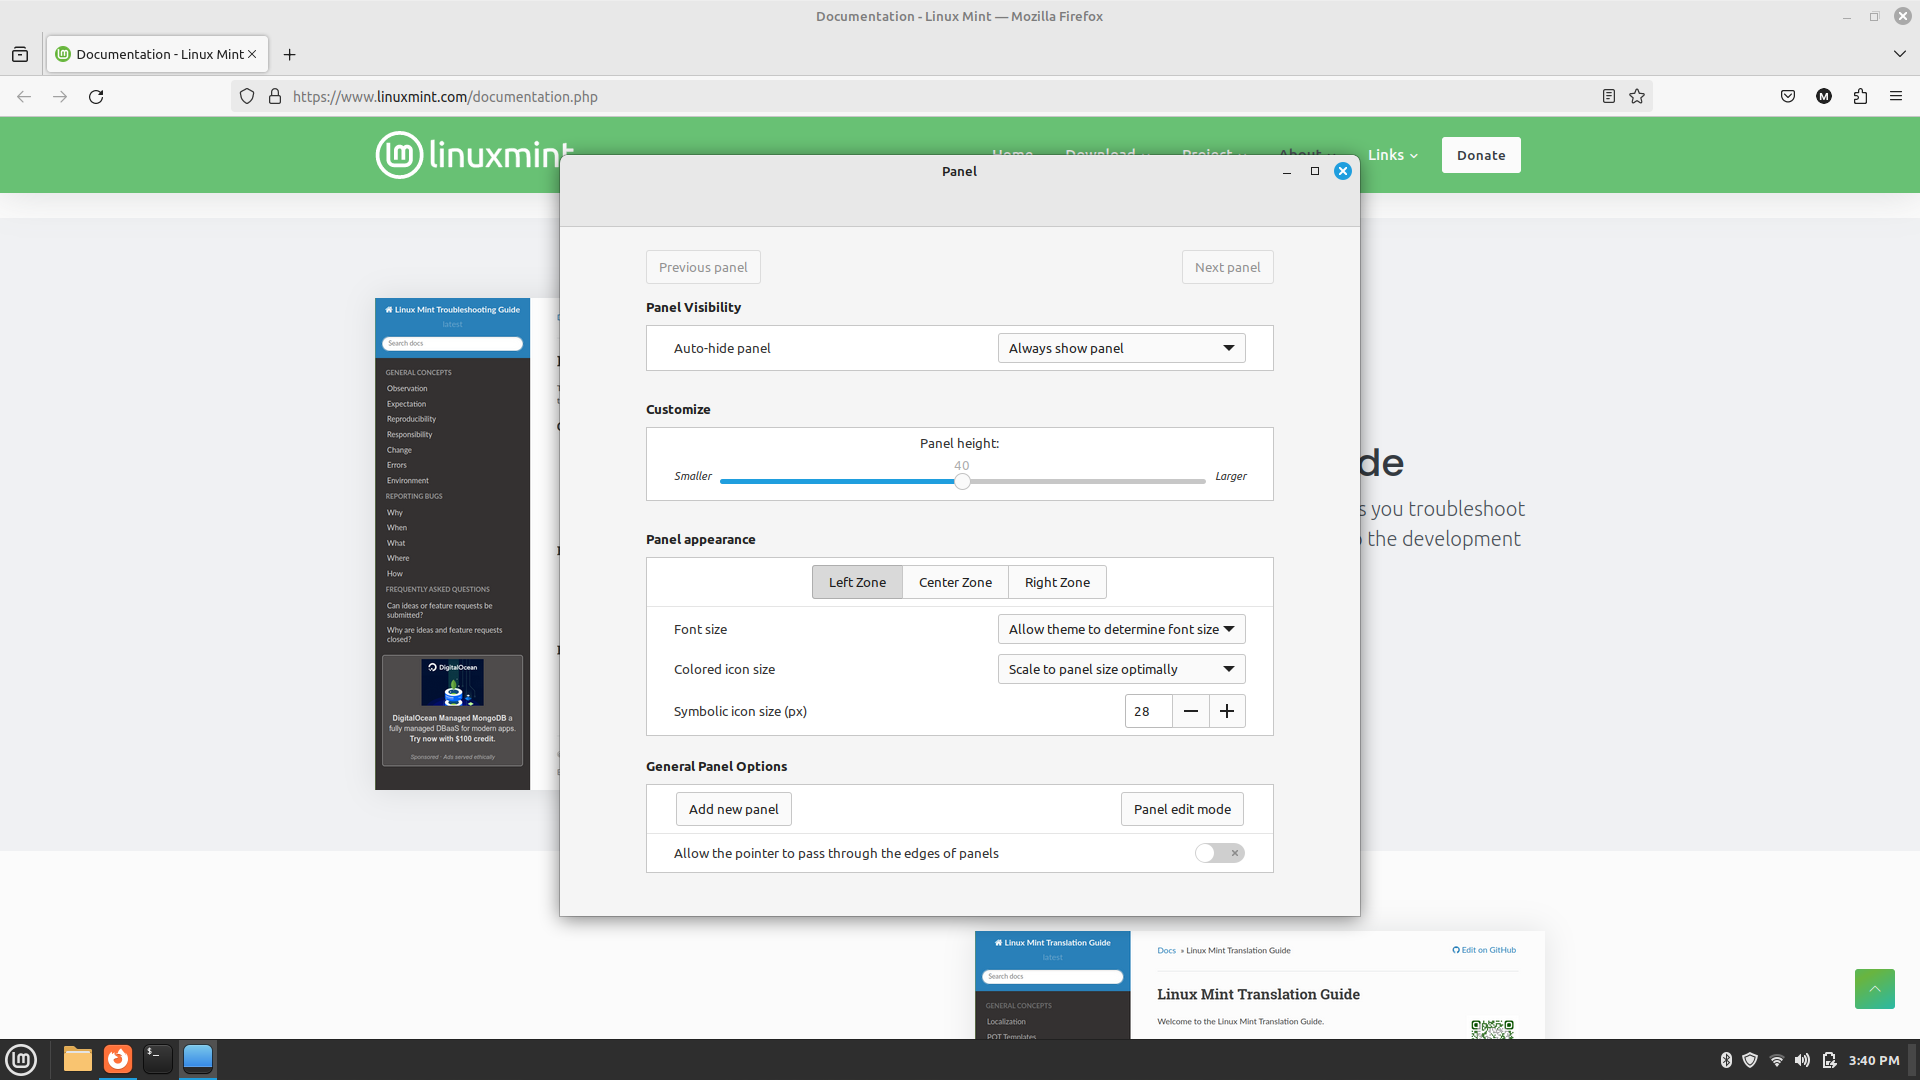 Documentation - Linux Mint — Mozilla Firefox
Documentation - Linux Mint
https://www.linuxmint.com/documentation.php
linuxmint
Home Download Project About Links Donate
Panel
Previous panel Next panel
Panel Visibility
Auto-hide panel Always show panel
Customize
Panel height:
40
Smaller Larger
Panel appearance
Left Zone Center Zone Right Zone
Font size Allow theme to determine font size
Colored icon size Scale to panel size optimally
Symbolic icon size (px) 28
General Panel Options
Add new panel Panel edit mode
Allow the pointer to pass through the edges of panels
Linux Mint Troubleshooting Guide
latest
Search docs
GENERAL CONCEPTS
Observation
Expectation
Reproducibility
Responsibility
Change
Errors
Environment
REPORTING BUGS
Why
When
What
Where
How
FREQUENTLY ASKED QUESTIONS
Can ideas or feature requests be
submitted?
Why are ideas and feature requests
closed?
DigitalOcean
DigitalOcean Managed MongoDB a
fully managed DBaaS for modern apps.
Try now with $100 credit.
Sponsored · Ads served ethically
de
s you troubleshoot
the development
Linux Mint Translation Guide
latest
Search docs
GENERAL CONCEPTS
Localization
POT Templates
Docs » Linux Mint Translation Guide Edit on GitHub
Linux Mint Translation Guide
Welcome to the Linux Mint Translation Guide.
3:40 PM